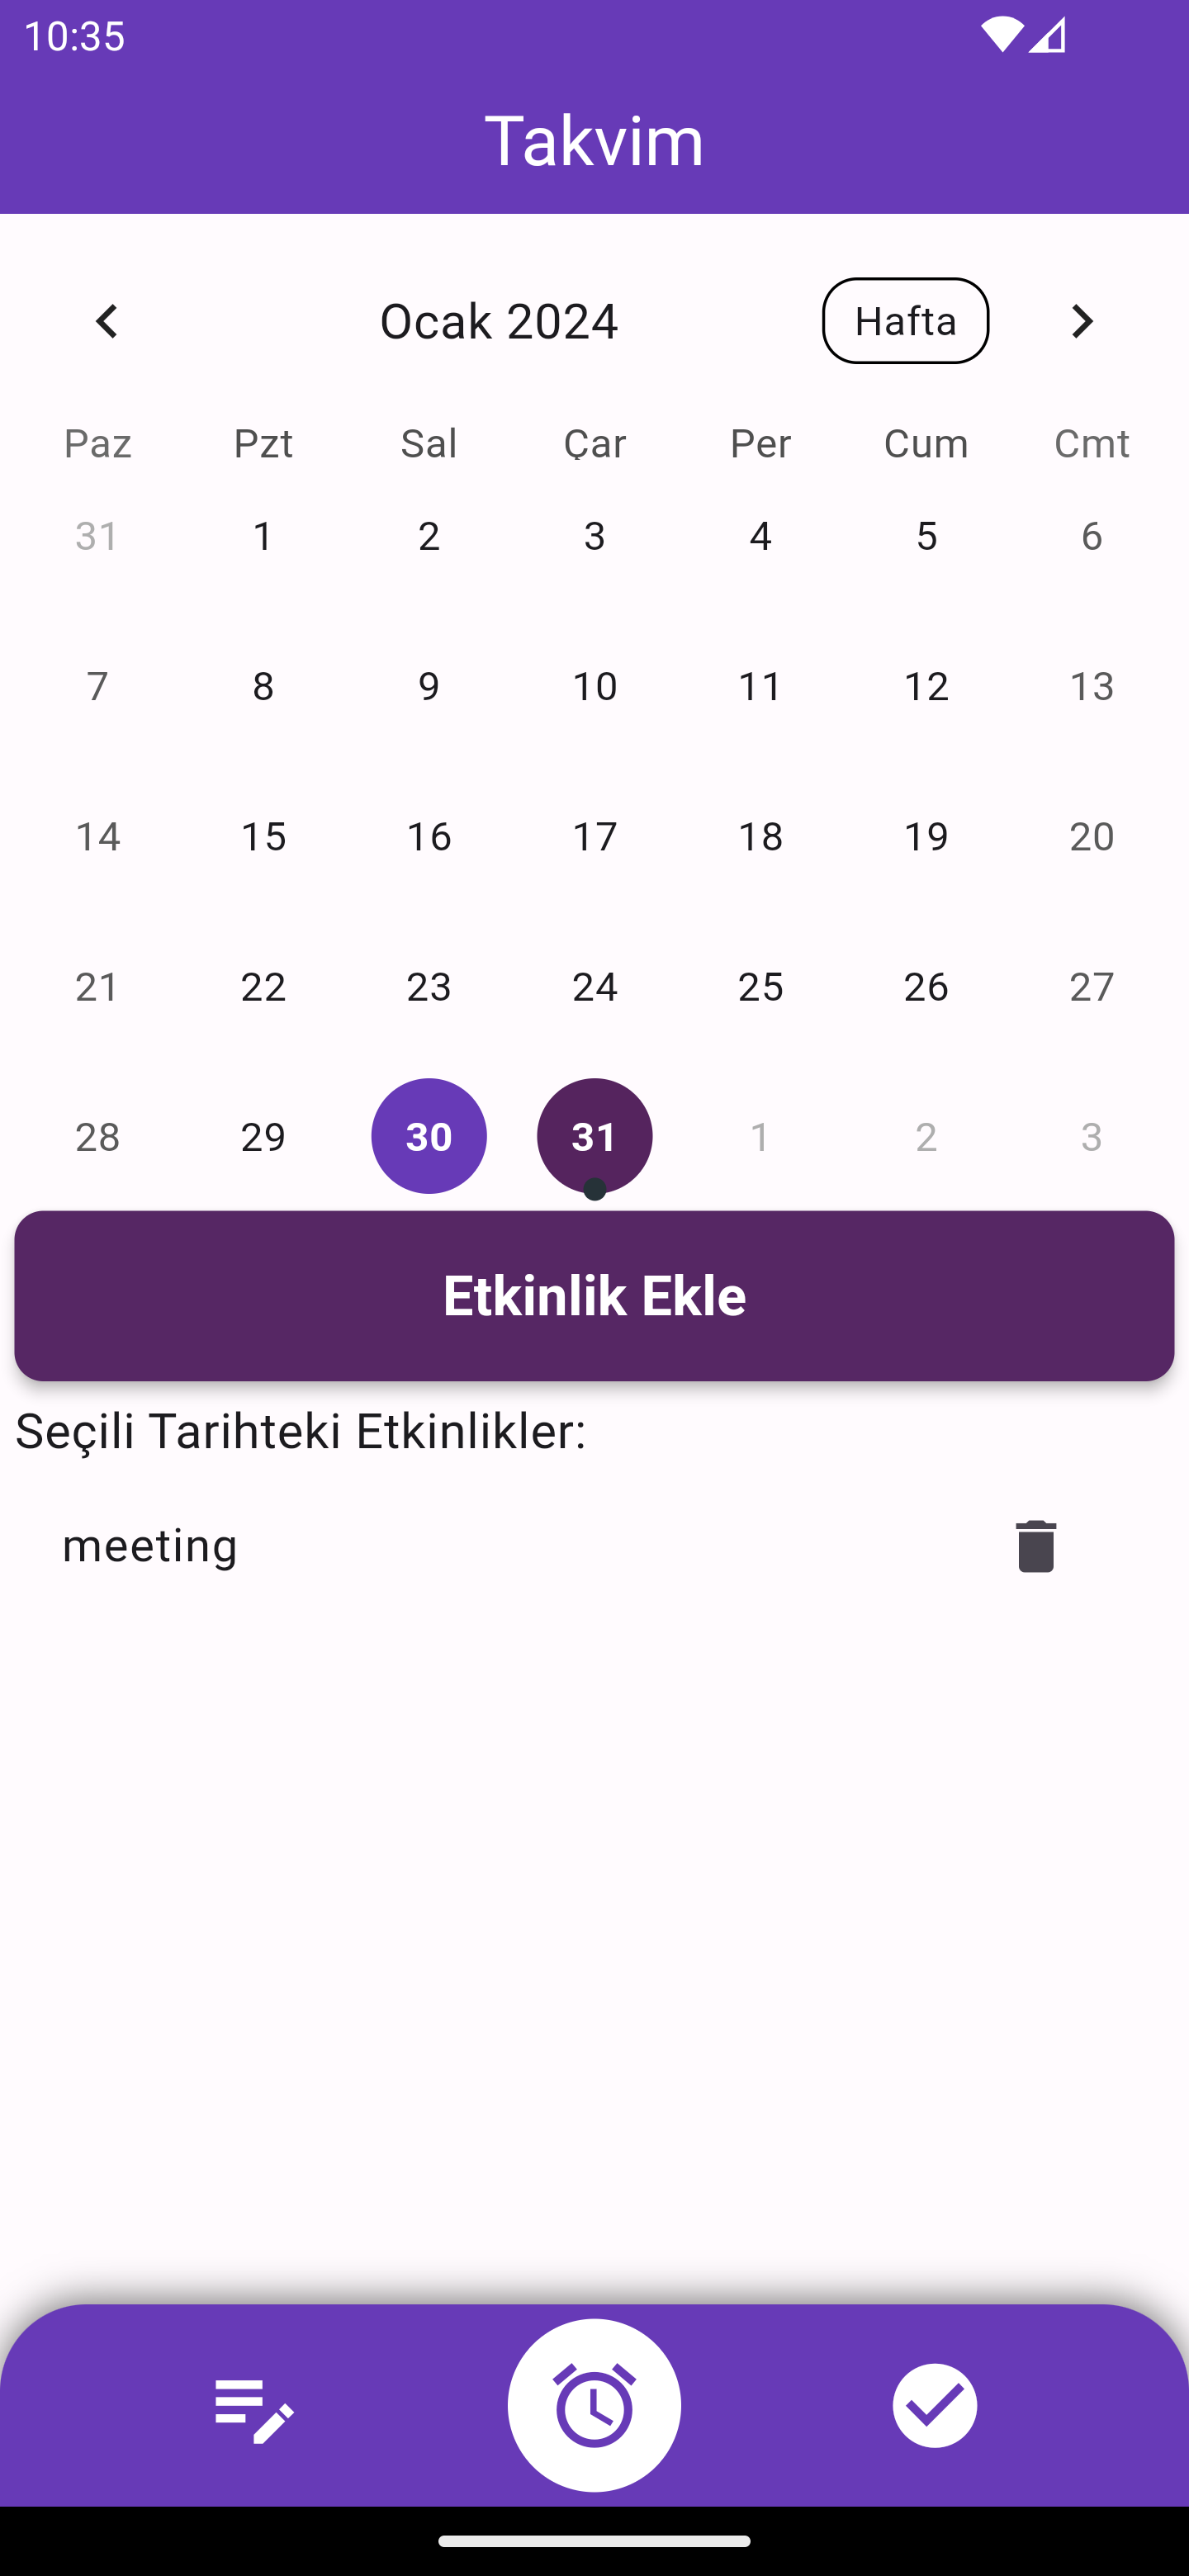 10:35
Takvim
Ocak 2024 Hafta
Paz Pzt Sal Çar Per Cum Cmt
31 1 2 3 4 5 6
7 8 9 10 11 12 13
14 15 16 17 18 19 20
21 22 23 24 25 26 27
28 29 30 31 1 2 3
Etkinlik Ekle
Seçili Tarihteki Etkinlikler:
meeting